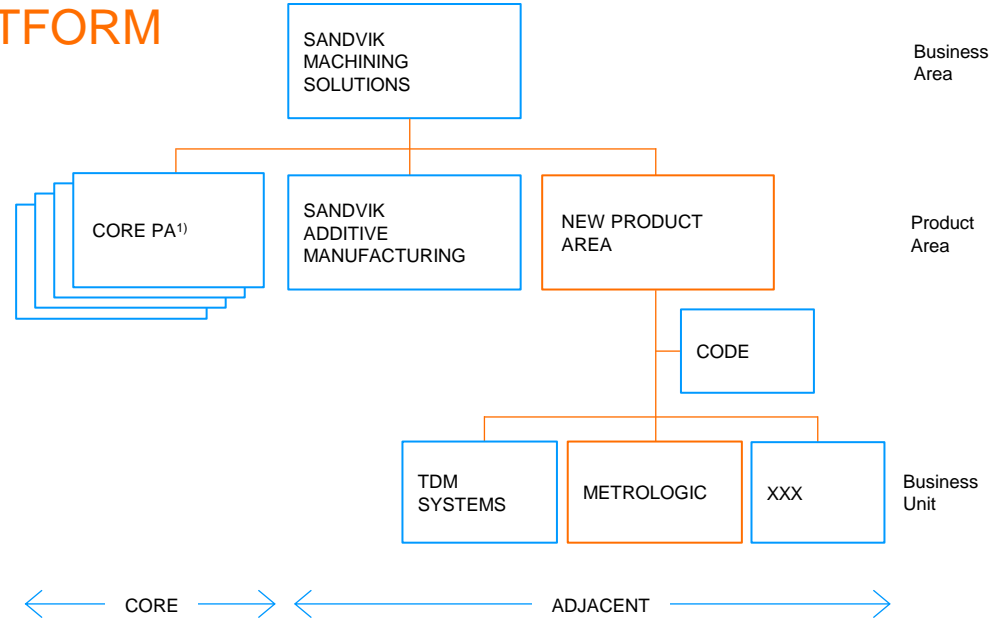 TFORM
SANDVIK
MACHINING
SOLUTIONS
Business
Area
CORE PA1)
SANDVIK
ADDITIVE
MANUFACTURING
NEW PRODUCT
AREA
Product
Area
CODE
TDM
SYSTEMS
METROLOGIC
XXX
Business
Unit
CORE
ADJACENT